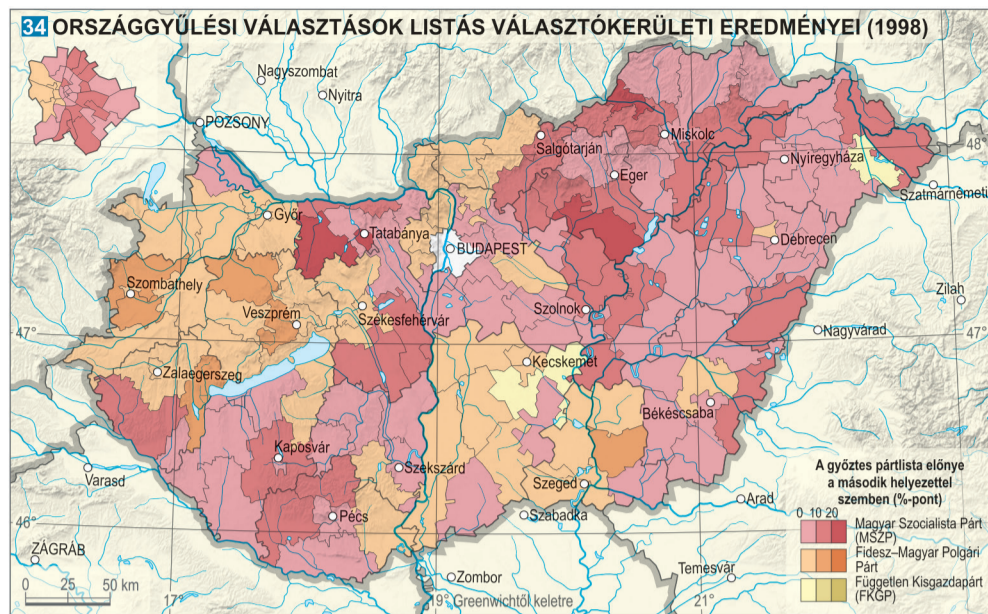 34 ORSZÁGGYŰLÉSI VÁLASZTÁSOK LISTÁS VÁLASZTÓKERÜLETI EREDMÉNYEI (1998)
Nagyszombat
Nyitra
POZSONY
Salgótarján
Miskolc
48°
Nyíregyháza
Eger
Szatmárnémeti
Győr
Tatabánya
BUDAPEST
Debrecen
Szombathely
Veszprém
Székesfehérvár
Szolnok
Zilah
47°
47°
Nagyvárad
Kecskemét
Zalaegerszeg
Békéscsaba
Kaposvár
Szekszárd
Varasd
Szeged
Arad
Pécs
Szabadka
46°
ZÁGRÁB
Zombor
Temesvár
0 25 50 km
17°
19° Greenwichtől keletre
21°
A győztes pártlista előnye
a második helyezettel
szemben (%-pont)
0 10 20
Magyar Szocialista Párt
(MSZP)
Fidesz–Magyar Polgári
Párt
Független Kisgazdapárt
(FKGP)